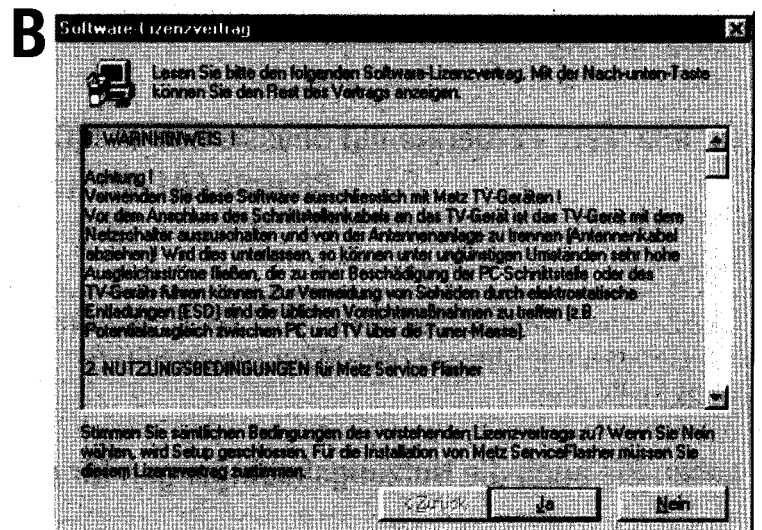 B
Software-Lizenzvertrag
Lesen Sie bitte den folgenden Software-Lizenzvertrag. Mit der Nach-unten-Taste
können Sie den Rest des Vertrags anzeigen.
WARNHINWEIS !
Achtung !
Verwenden Sie diese Software ausschliesslich mit Metz TV-Geräten !
Vor dem Anschluss des Schnittstellenkabels an das TV-Gerät ist das TV-Gerät mit dem
Netzschalter auszuschalten und von der Antennenanlage zu trennen (Antennenkabel
abziehen)! Wird dies unterlassen, so können unter ungünstigen Umständen sehr hohe
Ausgleichsströme fließen, die zu einer Beschädigung der PC-Schnittstelle oder des
TV-Geräts führen können. Zur Vermeidung von Schäden durch elektrostatische
Entladungen (ESD) sind die üblichen Vorsichtsmaßnahmen zu treffen (z.B.
Potentialausgleich zwischen PC und TV über die Tuner-Masse).
2. NUTZUNGSBEDINGUNGEN für Metz Service Flasher
Stimmen Sie sämtlichen Bedingungen des vorstehenden Lizenzvertrags zu? Wenn Sie Nein
wählen, wird Setup geschlossen. Für die Installation von Metz ServiceFlasher müssen Sie
diesem Lizenzvertrag zustimmen.
< Zurück
Ja
Nein